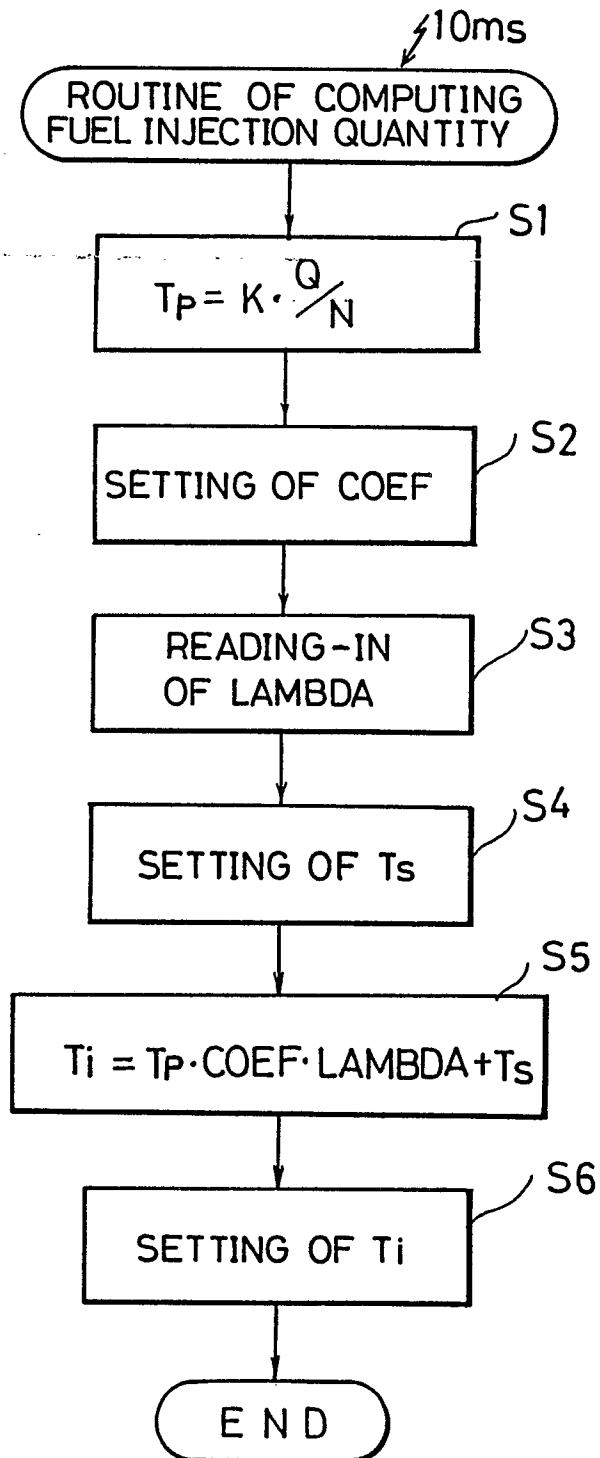 10ms
ROUTINE OF COMPUTING
FUEL INJECTION QUANTITY
S1
Tp = K · Q/N
S2
SETTING OF COEF
S3
READING-IN
OF LAMBDA
S4
SETTING OF Ts
S5
Ti = Tp·COEF·LAMBDA+Ts
S6
SETTING OF Ti
END